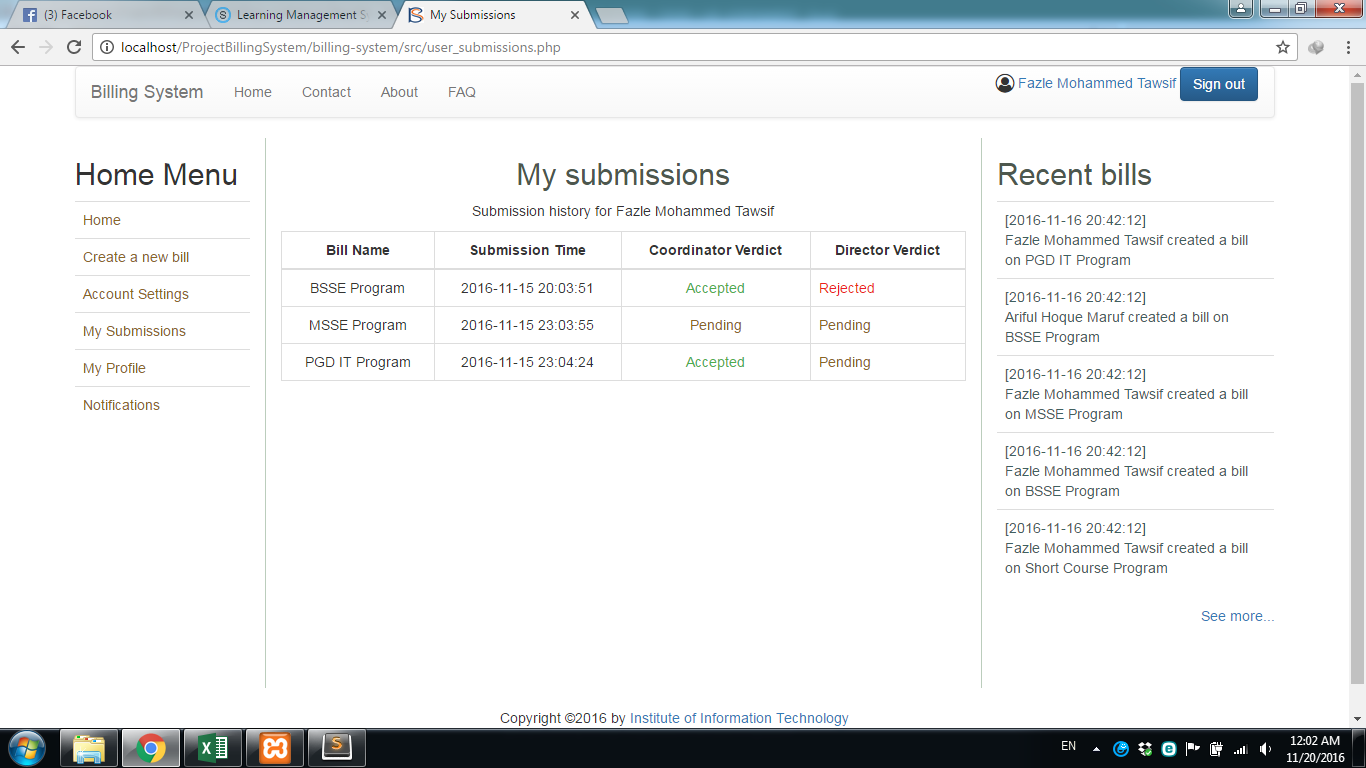 (3) Facebook
Learning Management S
My Submissions
localhost/ProjectBillingSystem/billing-system/src/user_submissions.php
Billing System Home Contact About FAQ
Fazle Mohammed Tawsif Sign out
Home Menu
Home
Create a new bill
Account Settings
My Submissions
My Profile
Notifications
My submissions
Submission history for Fazle Mohammed Tawsif
Bill Name Submission Time Coordinator Verdict Director Verdict
BSSE Program 2016-11-15 20:03:51 Accepted Rejected
MSSE Program 2016-11-15 23:03:55 Pending Pending
PGD IT Program 2016-11-15 23:04:24 Accepted Pending
Recent bills
[2016-11-16 20:42:12]
Fazle Mohammed Tawsif created a bill
on PGD IT Program
[2016-11-16 20:42:12]
Ariful Hoque Maruf created a bill on
BSSE Program
[2016-11-16 20:42:12]
Fazle Mohammed Tawsif created a bill
on MSSE Program
[2016-11-16 20:42:12]
Fazle Mohammed Tawsif created a bill
on BSSE Program
[2016-11-16 20:42:12]
Fazle Mohammed Tawsif created a bill
on Short Course Program
See more...
Copyright ©2016 by Institute of Information Technology
EN
12:02 AM
11/20/2016